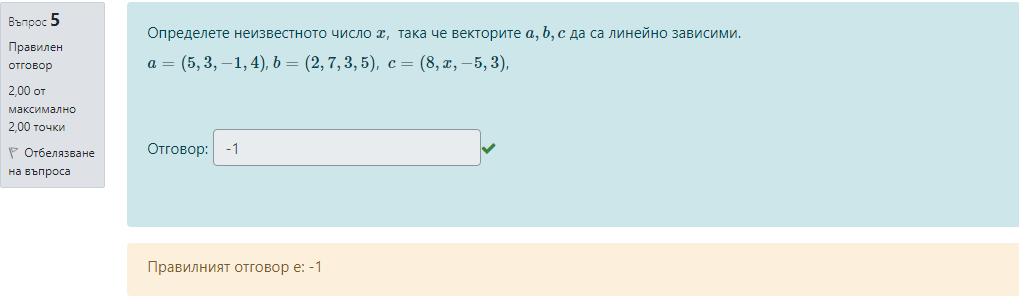 Въпрос 5
Правилен
отговор
2,00 от
максимално
2,00 точки
Отбелязване
на въпроса
Определете неизвестното число x, така че векторите a, b, c да са линейно зависими.
a = (5, 3, −1, 4), b = (2, 7, 3, 5), c = (8, x, −5, 3),
Отговор: -1
Правилният отговор е: -1